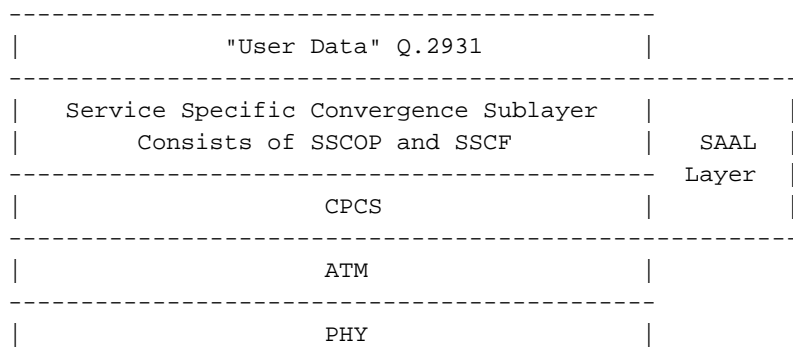 "User Data" Q.2931
Service Specific Convergence Sublayer
Consists of SSCOP and SSCF
SAAL
Layer
CPCS
ATM
PHY